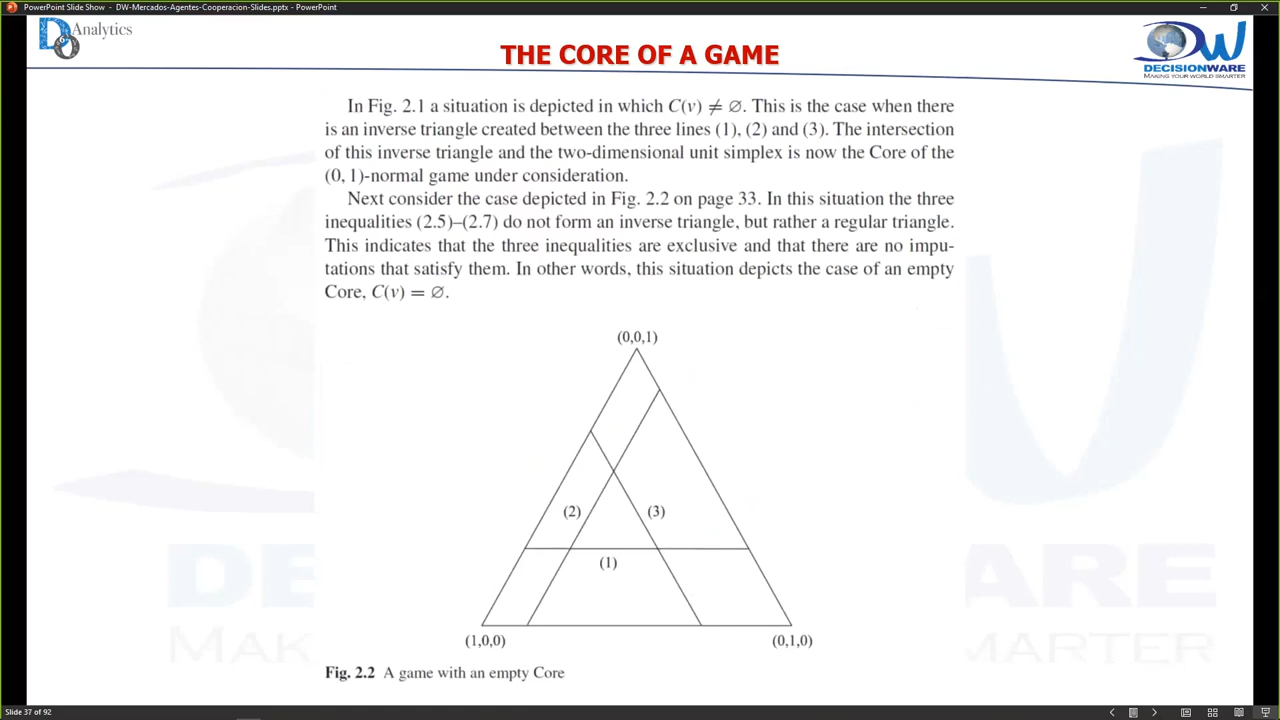 PowerPoint Slide Show - DW-Mercados-Agentes-Cooperacion-Slides.pptx - PowerPoint
DO Analytics
THE CORE OF A GAME
DW
DECISIONWARE
MAKING YOUR WORLD SMARTER
In Fig. 2.1 a situation is depicted in which C(v) ≠ ∅. This is the case when there
is an inverse triangle created between the three lines (1), (2) and (3). The intersection
of this inverse triangle and the two-dimensional unit simplex is now the Core of the
(0, 1)-normal game under consideration.
Next consider the case depicted in Fig. 2.2 on page 33. In this situation the three
inequalities (2.5)–(2.7) do not form an inverse triangle, but rather a regular triangle.
This indicates that the three inequalities are exclusive and that there are no impu-
tations that satisfy them. In other words, this situation depicts the case of an empty
Core, C(v) = ∅.
(0,0,1)
(2)
(3)
(1)
(1,0,0)
(0,1,0)
Fig. 2.2 A game with an empty Core
Slide 37 of 92